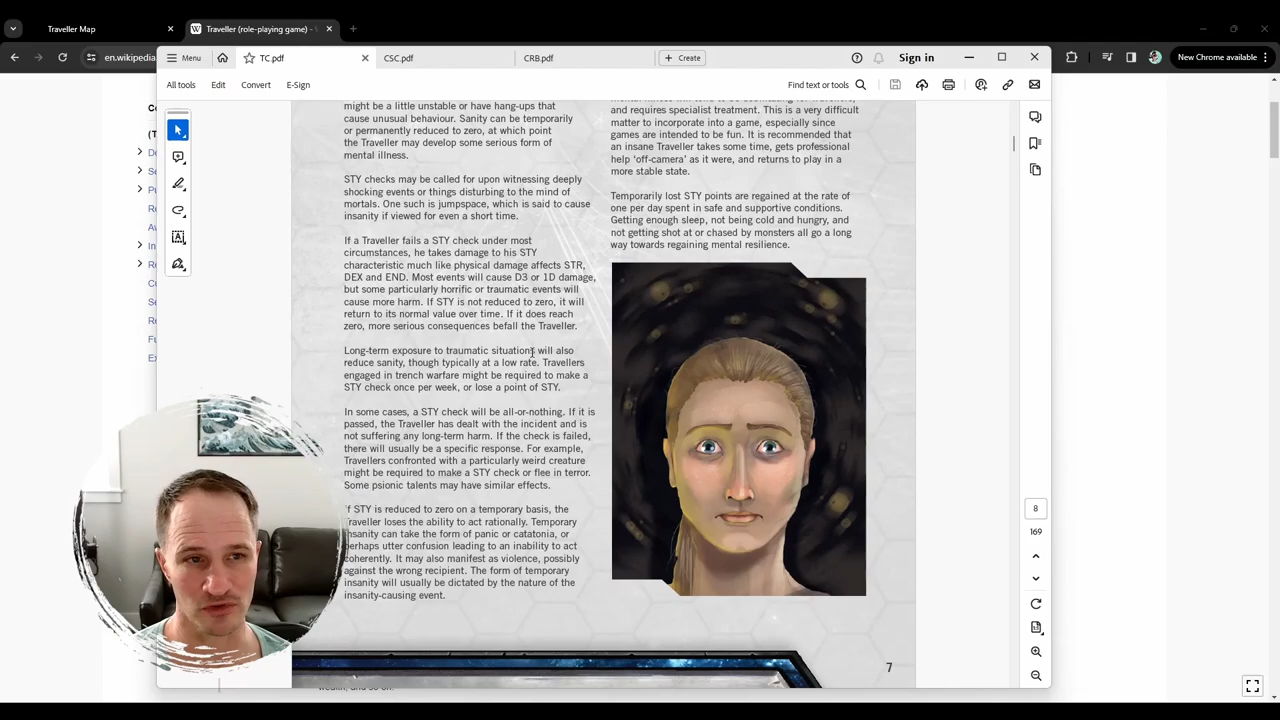 Traveller Map
Traveller (role-playing game) -
en.wikipedia
New Chrome available
Menu
TC.pdf
CSC.pdf
CRB.pdf
Create
Sign in
All tools
Edit
Convert
E-Sign
Find text or tools
might be a little unstable or have hang-ups that
cause unusual behaviour. Sanity can be temporarily
or permanently reduced to zero, at which point
the Traveller may develop some serious form of
mental illness.
STY checks may be called for upon witnessing deeply
shocking events or things disturbing to the mind of
mortals. One such is jumpspace, which is said to cause
insanity if viewed for even a short time.
If a Traveller fails a STY check under most
circumstances, he takes damage to his STY
characteristic much like physical damage affects STR,
DEX and END. Most events will cause D3 or 1D damage,
but some particularly horrific or traumatic events will
cause more harm. If STY is not reduced to zero, it will
return to its normal value over time. If it does reach
zero, more serious consequences befall the Traveller.
Long-term exposure to traumatic situations will also
reduce sanity, though typically at a low rate. Travellers
engaged in trench warfare might be required to make a
STY check once per week, or lose a point of STY.
In some cases, a STY check will be all-or-nothing. If it is
passed, the Traveller has dealt with the incident and is
not suffering any long-term harm. If the check is failed,
there will usually be a specific response. For example,
Travellers confronted with a particularly weird creature
might be required to make a STY check or flee in terror.
Some psionic talents may have similar effects.
If STY is reduced to zero on a temporary basis, the
Traveller loses the ability to act rationally. Temporary
insanity can take the form of panic or catatonia, or
perhaps utter confusion leading to an inability to act
coherently. It may also manifest as violence, possibly
against the wrong recipient. The form of temporary
insanity will usually be dictated by the nature of the
insanity-causing event.
and requires specialist treatment. This is a very difficult
matter to incorporate into a game, especially since
games are intended to be fun. It is recommended that
an insane Traveller takes some time, gets professional
help ‘off-camera’ as it were, and returns to play in a
more stable state.
Temporarily lost STY points are regained at the rate of
one per day spent in safe and supportive conditions.
Getting enough sleep, not being cold and hungry, and
not getting shot at or chased by monsters all go a long
way towards regaining mental resilience.
7
8
169